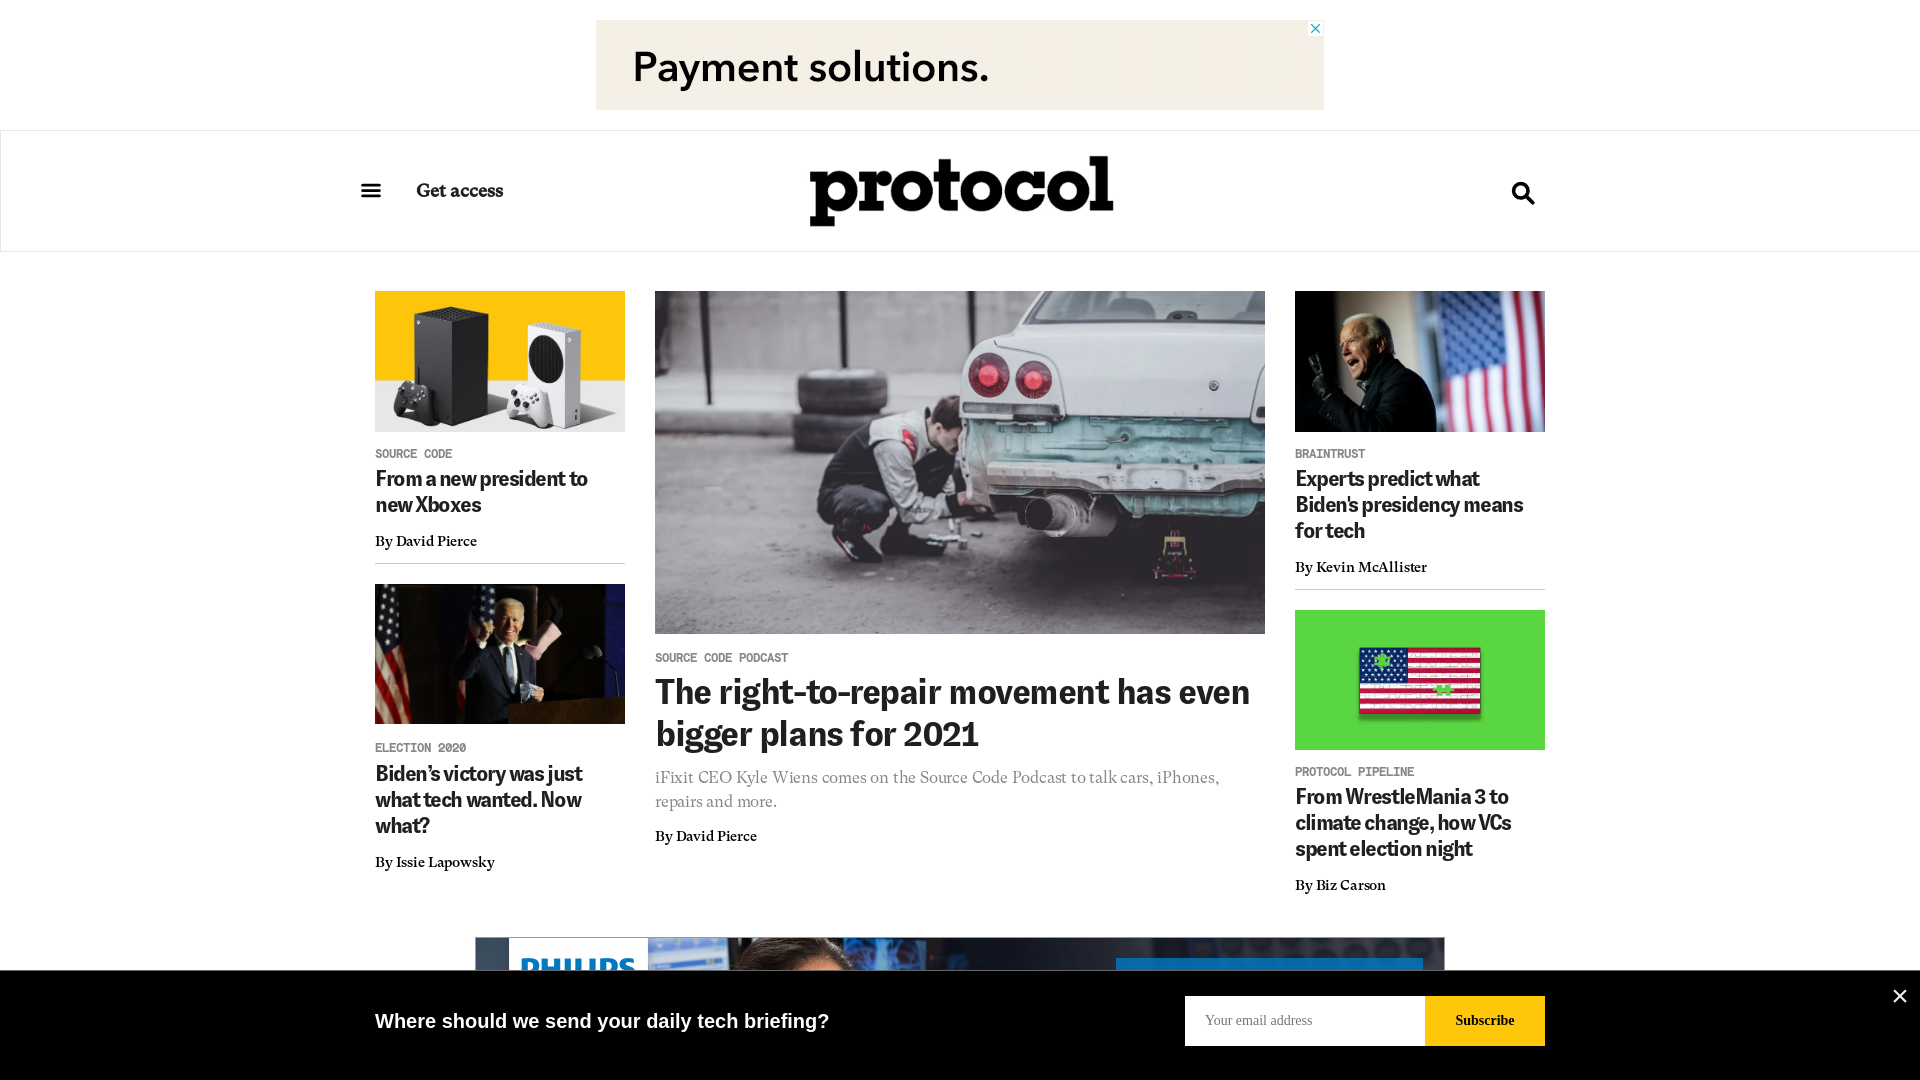 Payment solutions.
Get access
protocol
SOURCE CODE
From a new president to
new Xboxes
By David Pierce
ELECTION 2020
Biden’s victory was just
what tech wanted. Now
what?
By Issie Lapowsky
SOURCE CODE PODCAST
The right-to-repair movement has even
bigger plans for 2021
iFixit CEO Kyle Wiens comes on the Source Code Podcast to talk cars, iPhones,
repairs and more.
By David Pierce
BRAINTRUST
Experts predict what
Biden's presidency means
for tech
By Kevin McAllister
PROTOCOL PIPELINE
From WrestleMania 3 to
climate change, how VCs
spent election night
By Biz Carson
PHILIPS
Where should we send your daily tech briefing?
Your email address
Subscribe